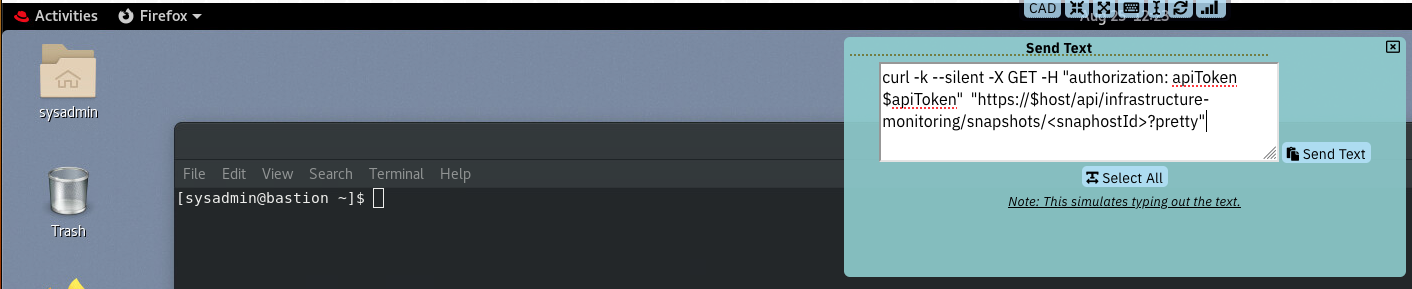 Activities
Firefox
CAD
Aug 25 12:23
Send Text
curl -k --silent -X GET -H "authorization: apiToken
$apiToken"  "https://$host/api/infrastructure-
monitoring/snapshots/<snaphostId>?pretty"
Send Text
Select All
Note: This simulates typing out the text.
sysadmin
Trash
File Edit View Search Terminal Help
[sysadmin@bastion ~]$